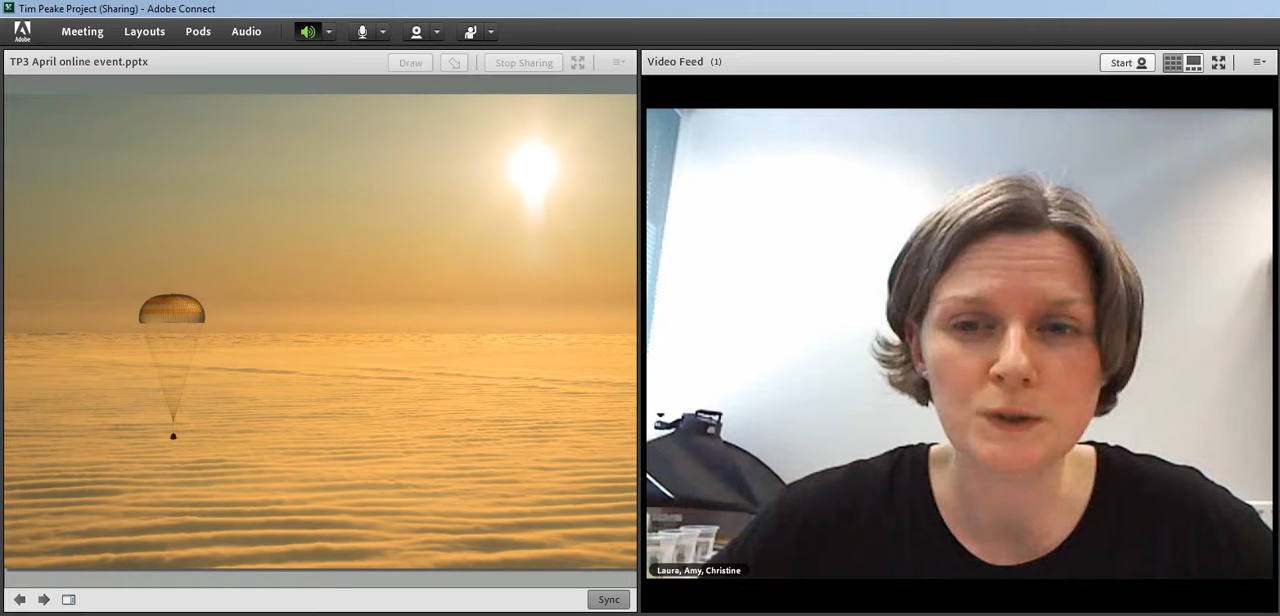 Tim Peake Project (Sharing) - Adobe Connect
Adobe
Meeting
Layouts
Pods
Audio
TP3 April online event.pptx
Draw
Stop Sharing
Video Feed (1)
Start
Laura, Amy, Christine
Sync